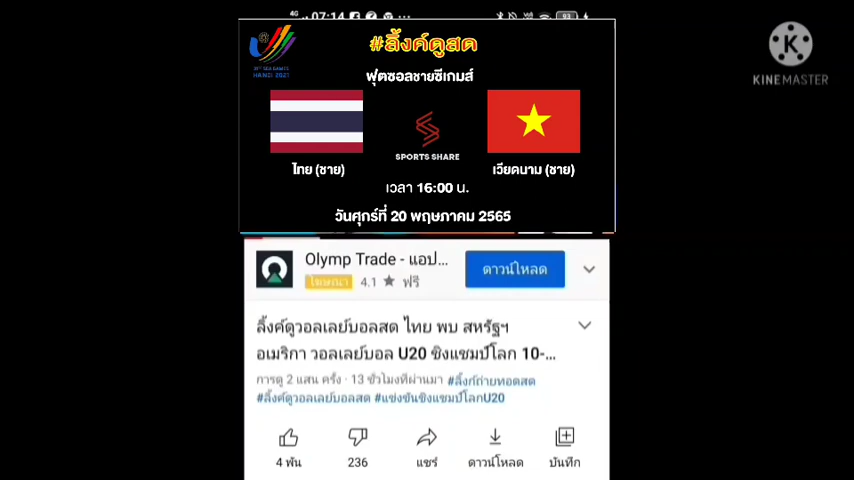 4G 07:14
#ลิ้งค์ดูสด
ฟุตซอลชายซีเกมส์
31ST SEA GAMES
HANOI 2021
SPORTS SHARE
ไทย (ชาย)
เวียดนาม (ชาย)
เวลา 16:00 น.
วันศุกร์ที่ 20 พฤษภาคม 2565
K
KINEMASTER
Olymp Trade - แอป...
โฆษณา 4.1 ★ ฟรี
ดาวน์โหลด
ลิ้งค์ดูวอลเลย์บอลสด ไทย พบ สหรัฐฯ
อเมริกา วอลเลย์บอล U20 ชิงแชมป์โลก 10-...
การดู 2 แสน ครั้ง · 13 ชั่วโมงที่ผ่านมา #ลิ้งก์ถ่ายทอดสด
#ลิ้งค์ดูวอลเลย์บอลสด #แข่งขันชิงแชมป์โลกU20
4 พัน 236 แชร์ ดาวน์โหลด บันทึก